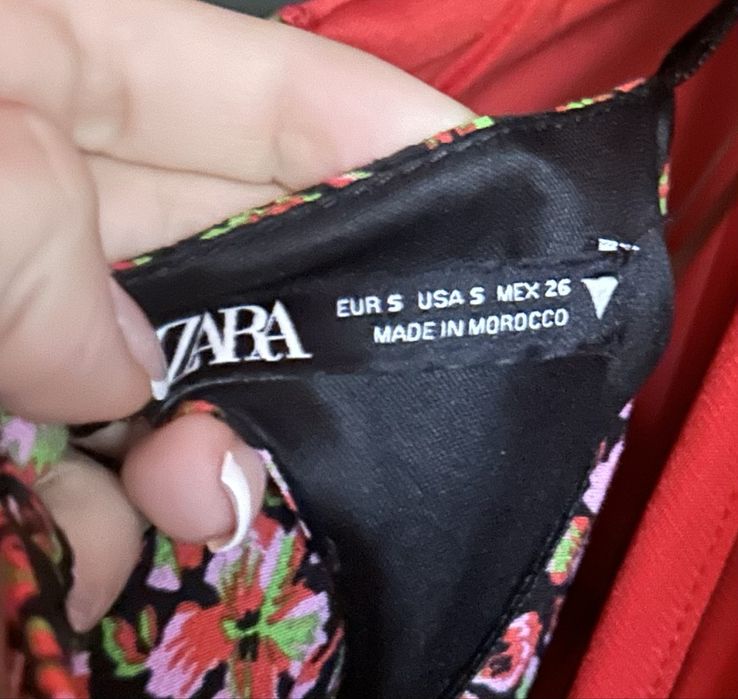 ZARA
EUR S USA S MEX 26
MADE IN MOROCCO